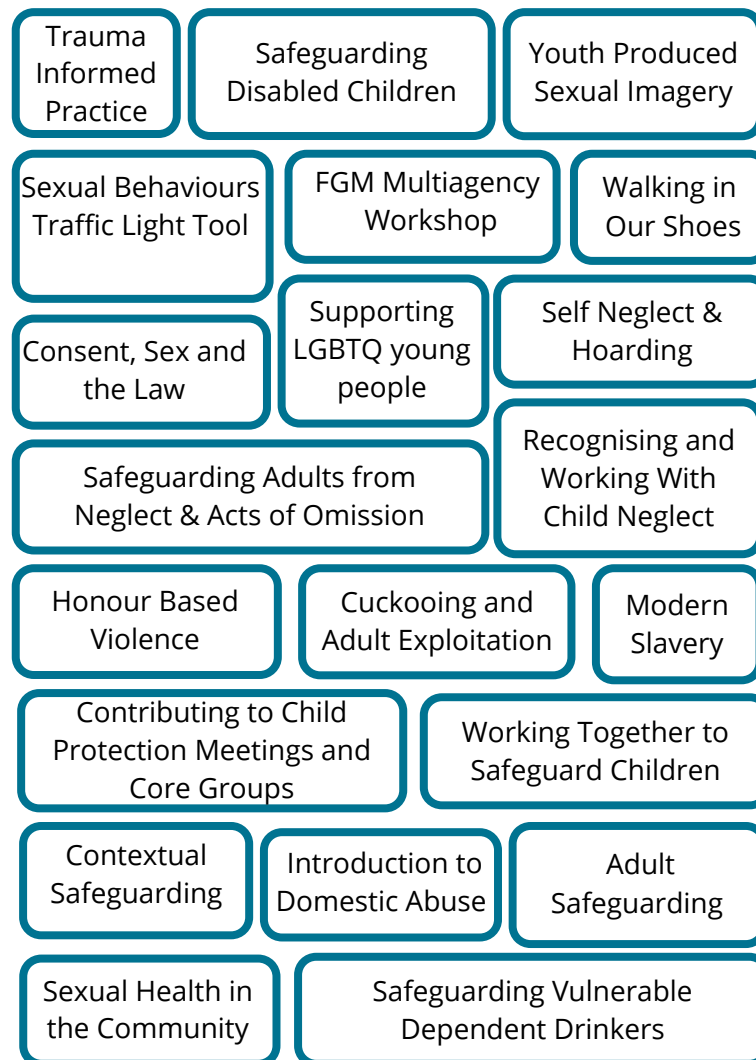 Trauma
Informed
Practice
Safeguarding
Disabled Children
Youth Produced
Sexual Imagery
Sexual Behaviours
Traffic Light Tool
FGM Multiagency
Workshop
Walking in
Our Shoes
Consent, Sex and
the Law
Supporting
LGBTQ young
people
Self Neglect &
Hoarding
Safeguarding Adults from
Neglect & Acts of Omission
Recognising and
Working With
Child Neglect
Honour Based
Violence
Cuckooing and
Adult Exploitation
Modern
Slavery
Contributing to Child
Protection Meetings and
Core Groups
Working Together to
Safeguard Children
Contextual
Safeguarding
Introduction to
Domestic Abuse
Adult
Safeguarding
Sexual Health in
the Community
Safeguarding Vulnerable
Dependent Drinkers